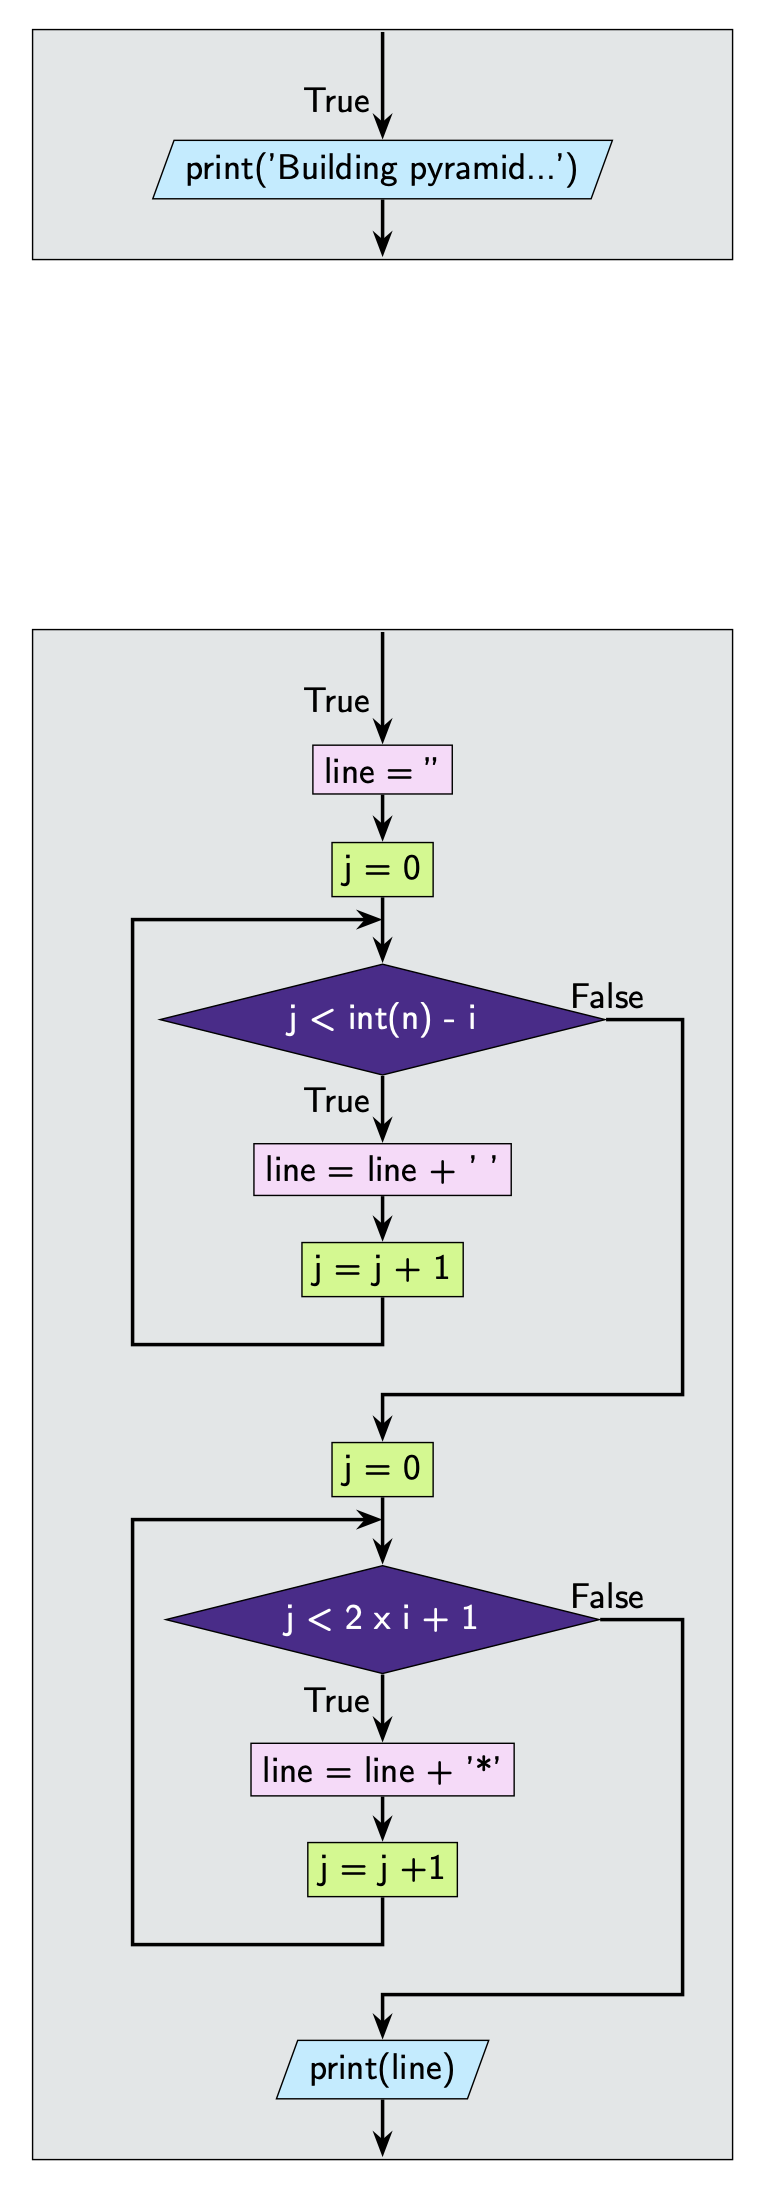 True
print('Building pyramid...')
True
line = ''
j = 0
j < int(n) - i
False
True
line = line + ' '
j = j + 1
j = 0
j < 2 x i + 1
False
True
line = line + '*'
j = j +1
print(line)